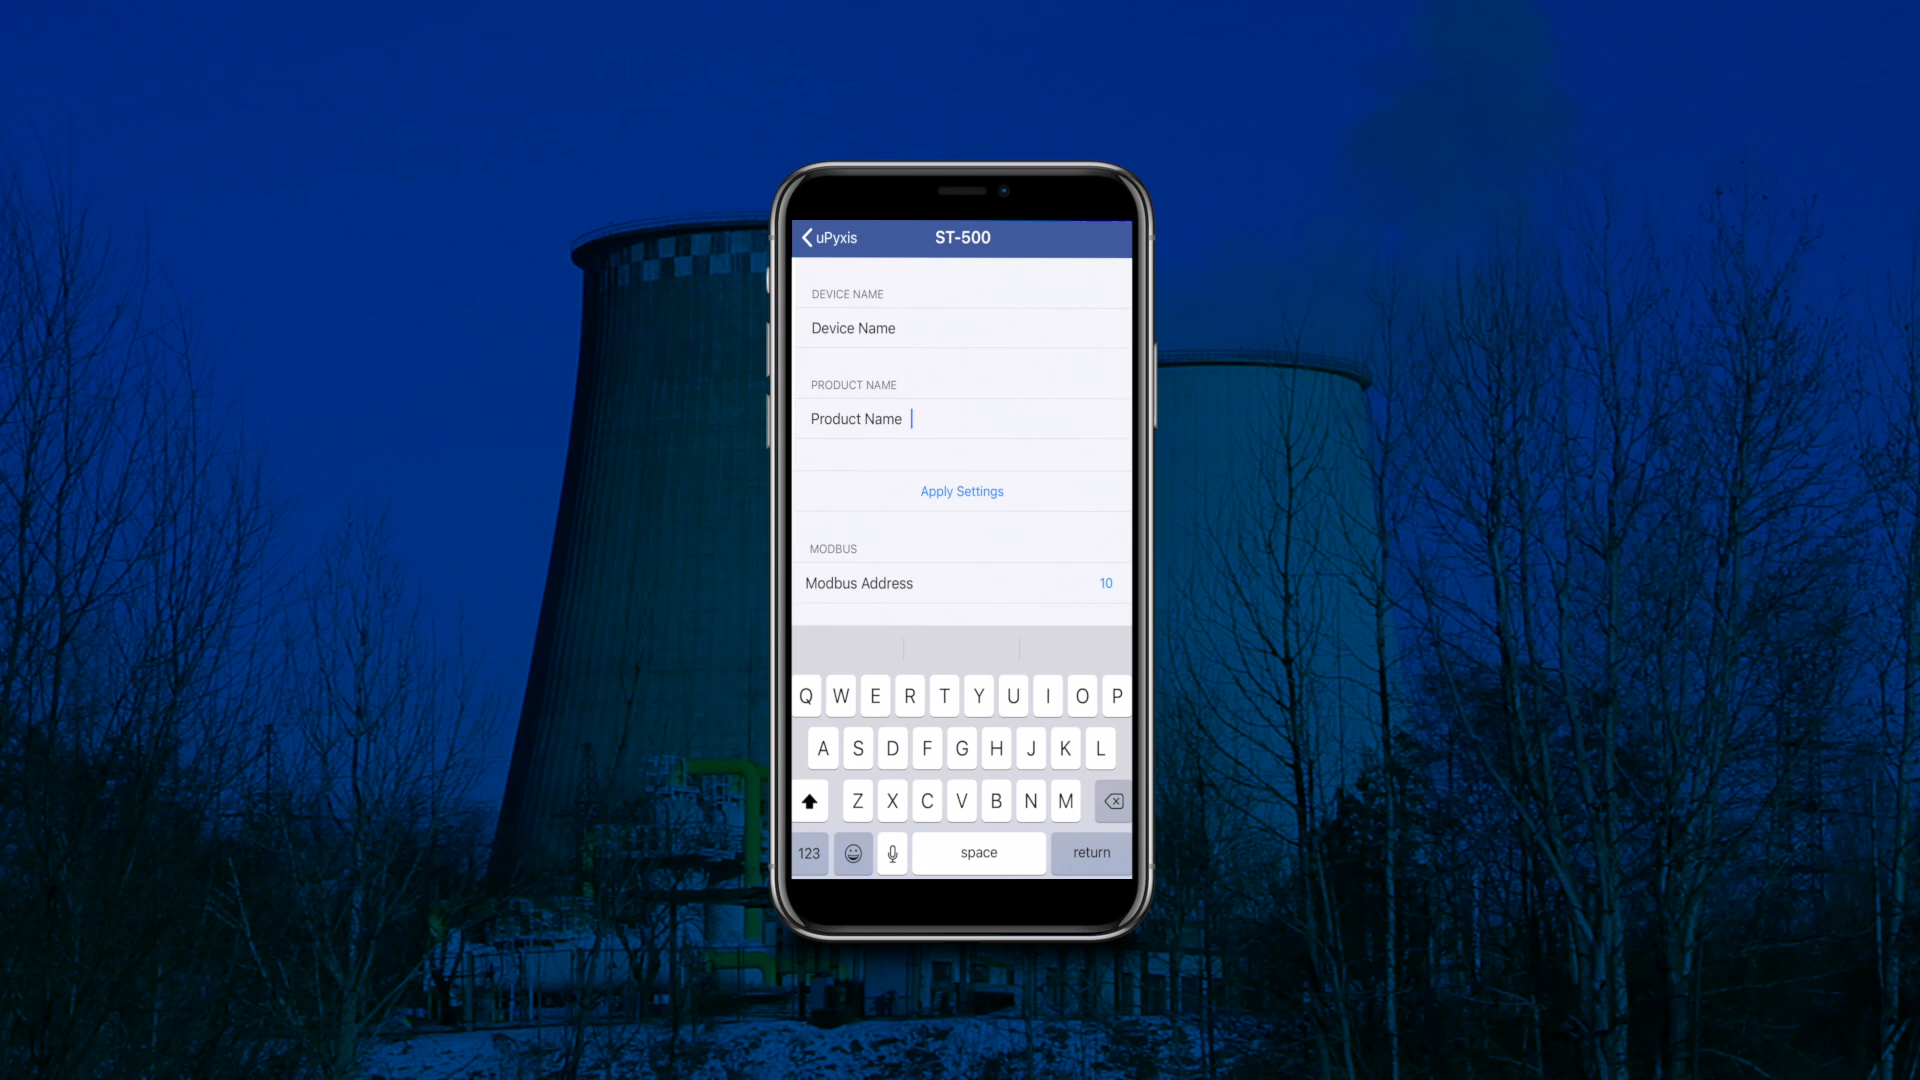 uPyxis
ST-500
DEVICE NAME
Device Name
PRODUCT NAME
Product Name
Apply Settings
MODBUS
Modbus Address 10
Q W E R T Y U I O P
A S D F G H J K L
Z X C V B N M
123 space return